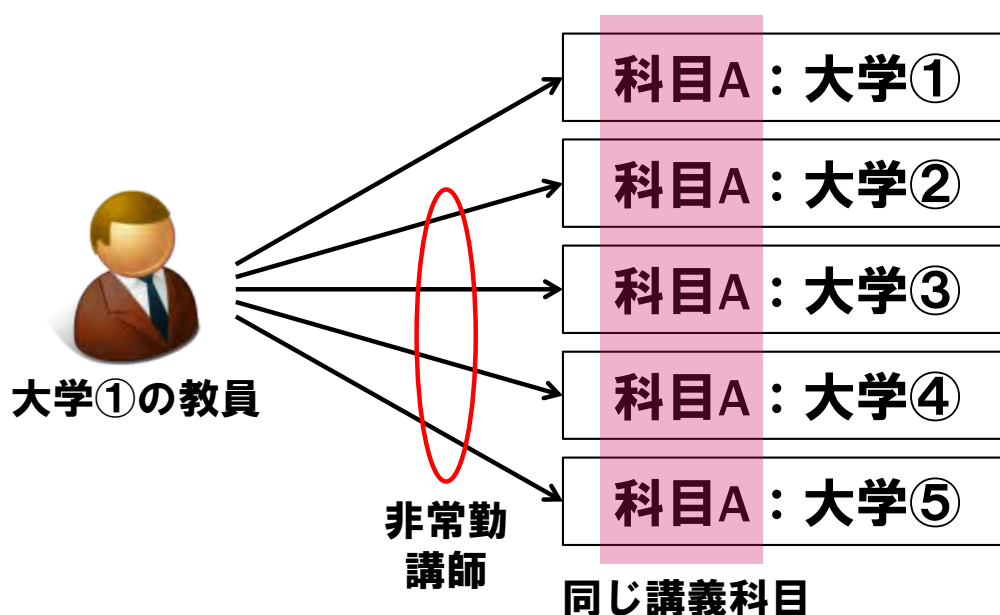 科目A：大学①
科目A：大学②
科目A：大学③
科目A：大学④
科目A：大学⑤
大学①の教員
非常勤
講師
同じ講義科目